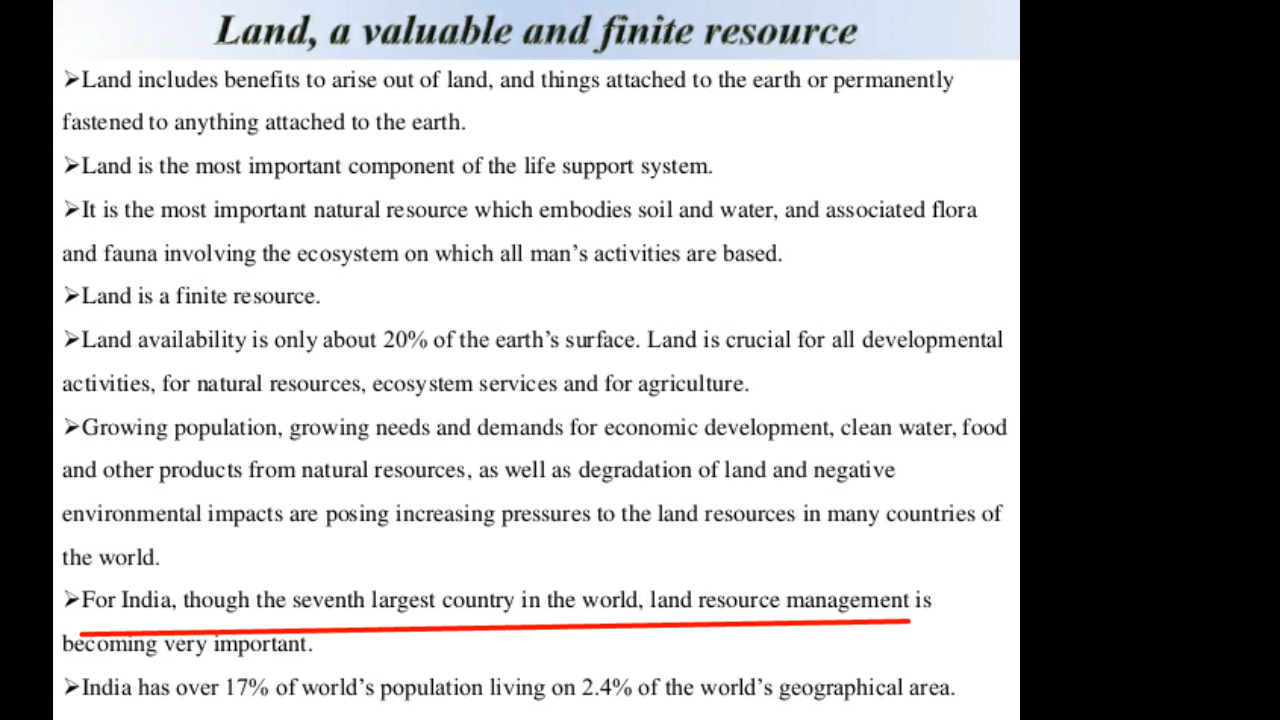 Land, a valuable and finite resource
➢Land includes benefits to arise out of land, and things attached to the earth or permanently
fastened to anything attached to the earth.
➢Land is the most important component of the life support system.
➢It is the most important natural resource which embodies soil and water, and associated flora
and fauna involving the ecosystem on which all man’s activities are based.
➢Land is a finite resource.
➢Land availability is only about 20% of the earth’s surface. Land is crucial for all developmental
activities, for natural resources, ecosystem services and for agriculture.
➢Growing population, growing needs and demands for economic development, clean water, food
and other products from natural resources, as well as degradation of land and negative
environmental impacts are posing increasing pressures to the land resources in many countries of
the world.
➢For India, though the seventh largest country in the world, land resource management is
becoming very important.
➢India has over 17% of world’s population living on 2.4% of the world’s geographical area.